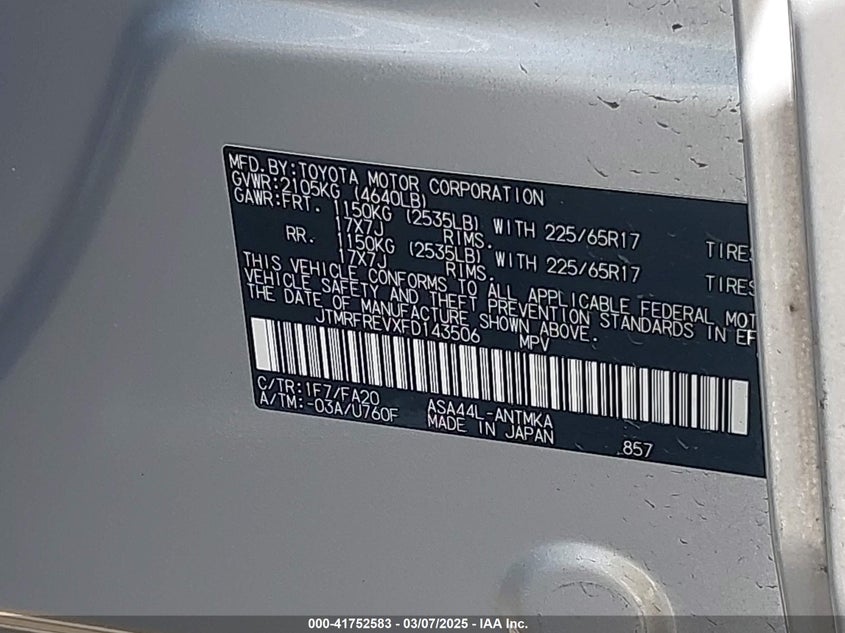 MFD.BY:TOYOTA MOTOR CORPORATION
GVWR:2105KG (4640LB)
GAWR:FRT. 1150KG (2535LB) WITH 225/65R17 TIRES
17X7J RIMS.
RR. 1150KG (2535LB) WITH 225/65R17 TIRES
17X7J RIMS.
THIS VEHICLE CONFORMS TO ALL APPLICABLE FEDERAL MOT
VEHICLE SAFETY AND THEFT PREVENTION STANDARDS IN EF
THE DATE OF MANUFACTURE SHOWN ABOVE.
JTMRFREVXFD143506 MPV
C/TR:1F7/FA20 ASA44L-ANTMKA
A/TM:-03A/U760F MADE IN JAPAN 857
000-41752583 - 03/07/2025 - IAA Inc.